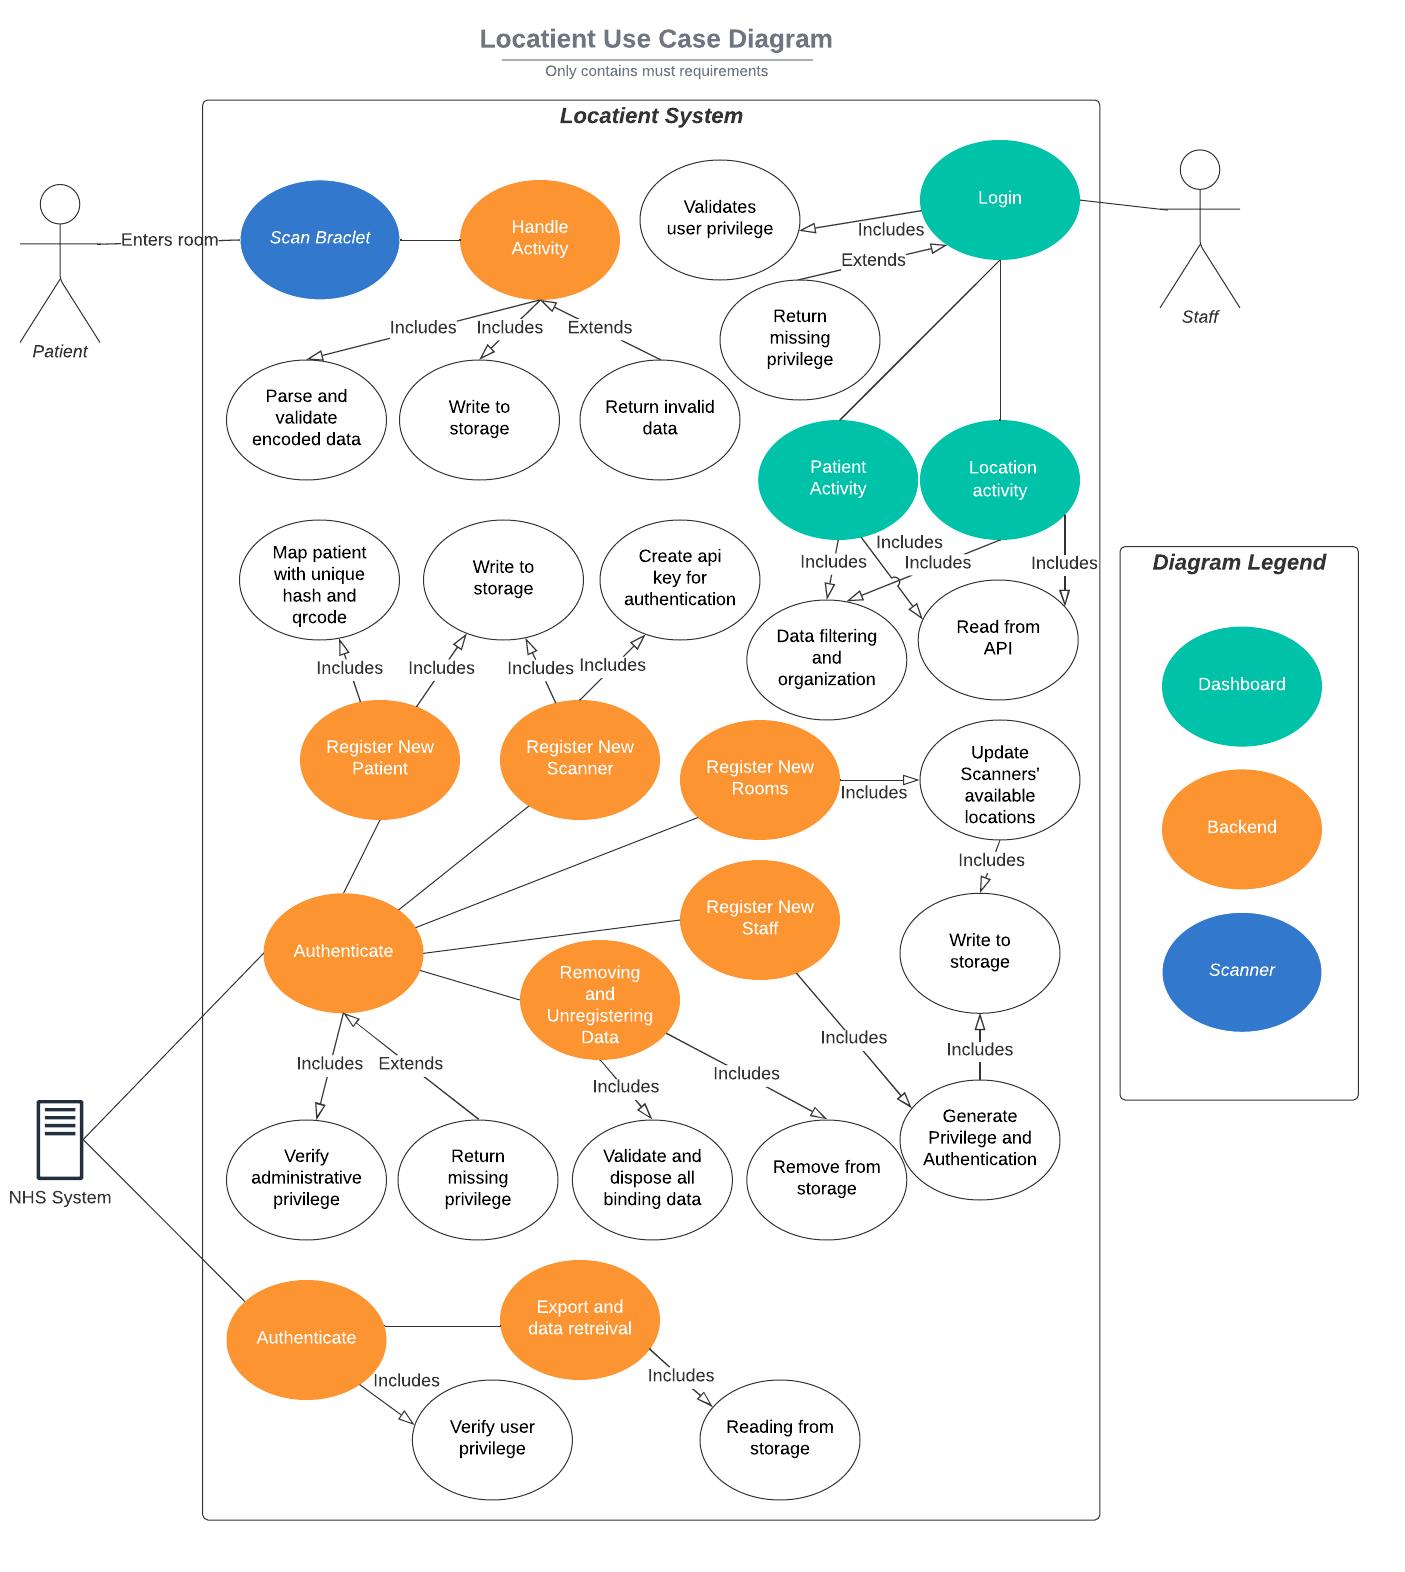 Locatient Use Case Diagram
Only contains must requirements
Locatient System
Enters room
Patient
Scan Braclet
Handle
Activity
Includes
Includes
Extends
Parse and
validate
encoded data
Write to
storage
Return invalid
data
Validates
user privilege
Includes
Extends
Login
Return
missing
privilege
Staff
Patient
Activity
Location
activity
Includes
Includes
Includes
Includes
Data filtering
and
organization
Read from
API
Map patient
with unique
hash and
qrcode
Write to
storage
Create api
key for
authentication
Includes
Includes
Includes
Includes
Register New
Patient
Register New
Scanner
Register New
Rooms
Includes
Update
Scanners'
available
locations
Includes
Write to
storage
Includes
Generate
Privilege and
Authentication
Register New
Staff
Includes
Authenticate
Removing
and
Unregistering
Data
Includes
Extends
Includes
Includes
Verify
administrative
privilege
Return
missing
privilege
Validate and
dispose all
binding data
Remove from
storage
NHS System
Authenticate
Export and
data retreival
Includes
Includes
Verify user
privilege
Reading from
storage
Diagram Legend
Dashboard
Backend
Scanner